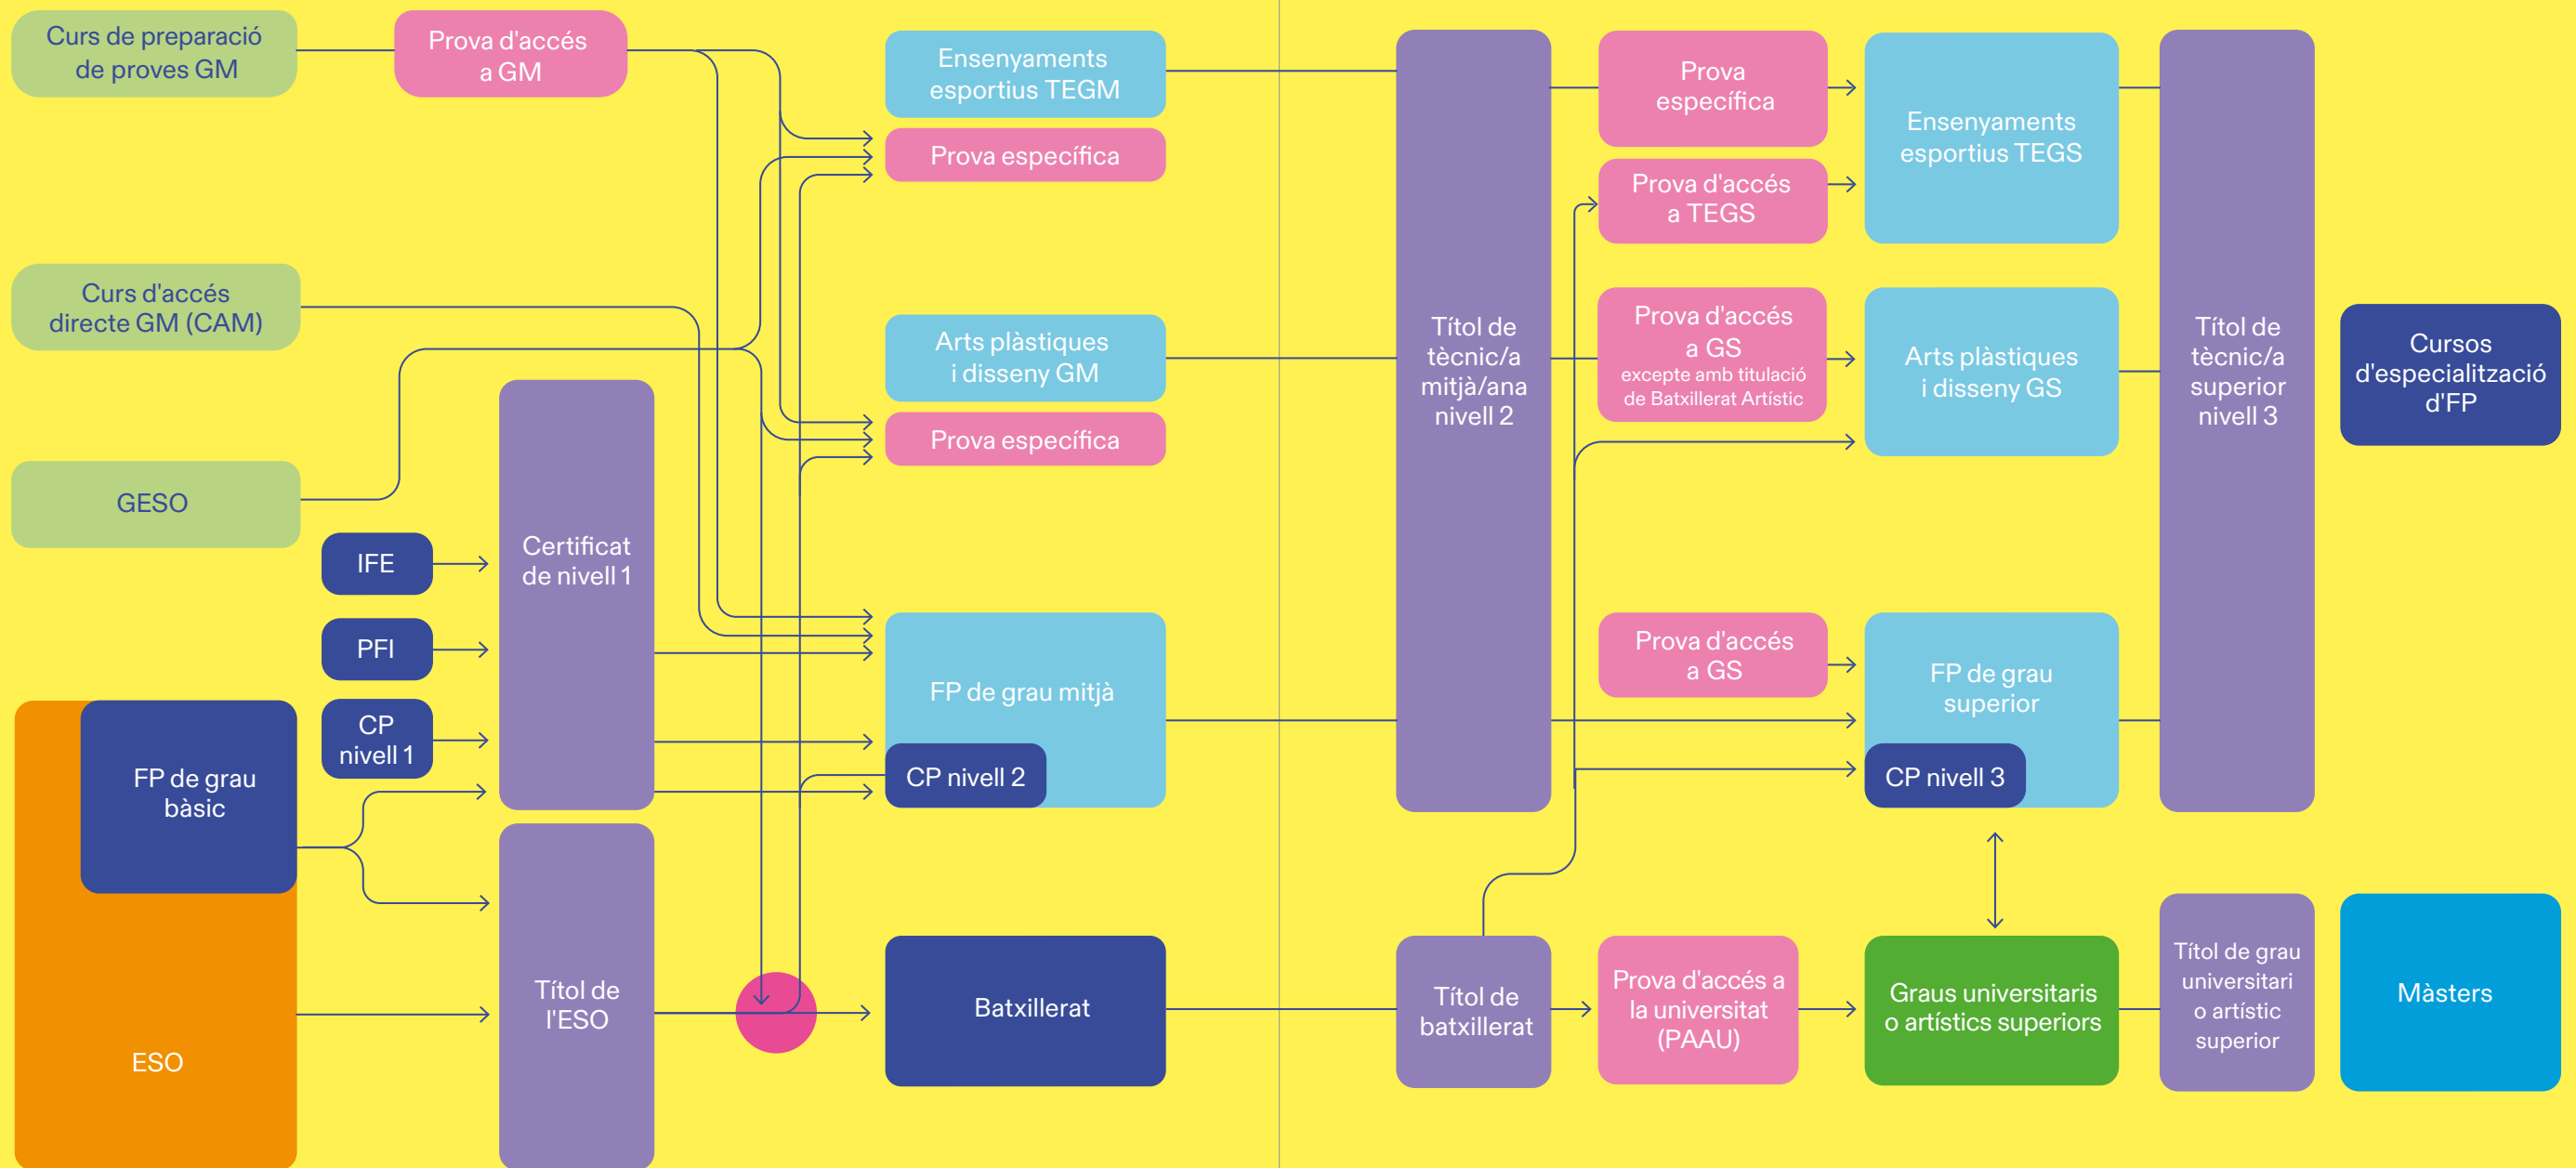 Curs de preparació
de proves GM
Prova d'accés
a GM
Ensenyaments
esportius TEGM
Prova específica
Curs d'accés
directe GM (CAM)
Arts plàstiques
i disseny GM
Prova específica
GESO
IFE
PFI
CP
nivell 1
Certificat
de nivell 1
FP de grau
bàsic
ESO
Títol de
l'ESO
FP de grau mitjà
CP nivell 2
Batxillerat
Títol de
tècnic/a
mitjà/ana
nivell 2
Prova
específica
Prova d'accés
a TEGS
Ensenyaments
esportius TEGS
Prova d'accés
a GS
excepte amb titulació
de Batxillerat Artístic
Arts plàstiques
i disseny GS
Títol de
tècnic/a
superior
nivell 3
Cursos
d'especialització
d'FP
Prova d'accés
a GS
FP de grau
superior
CP nivell 3
Títol de
batxillerat
Prova d'accés a
la universitat
(PAAU)
Graus universitaris
o artístics superiors
Títol de grau
universitari
o artístic
superior
Màsters